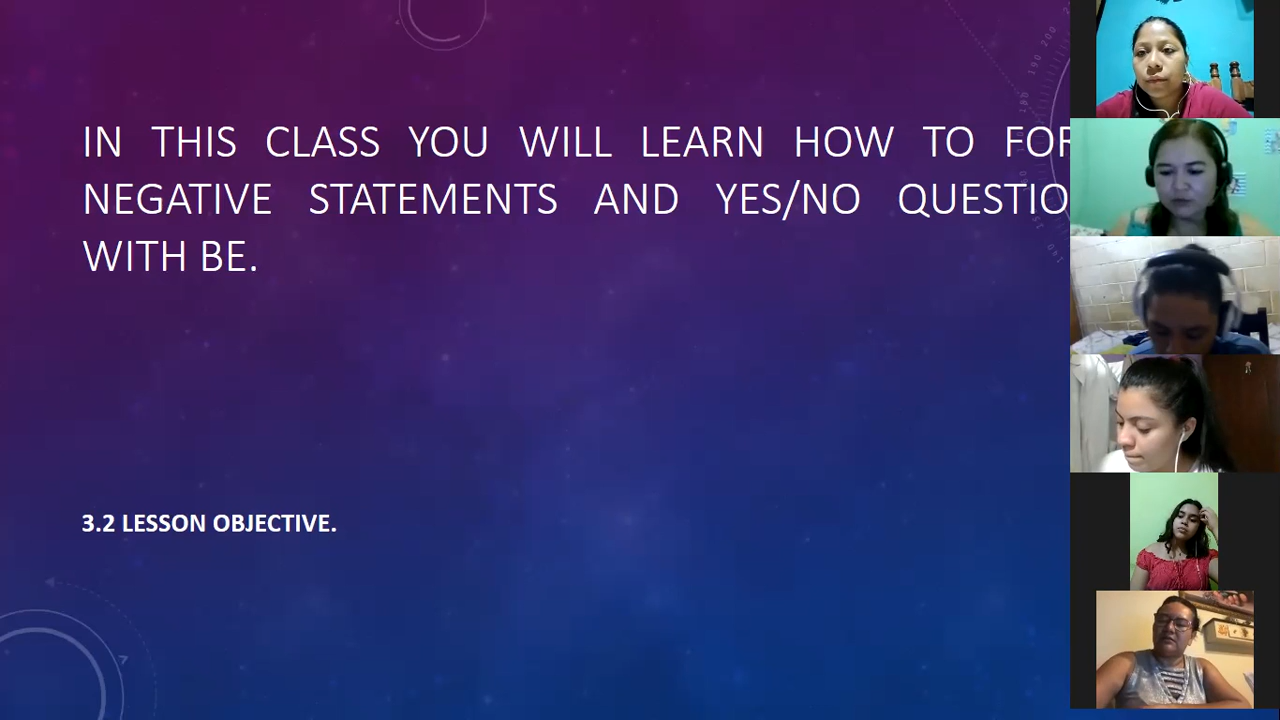 IN THIS CLASS YOU WILL LEARN HOW TO FOR
NEGATIVE STATEMENTS AND YES/NO QUESTIO
WITH BE.
3.2 LESSON OBJECTIVE.